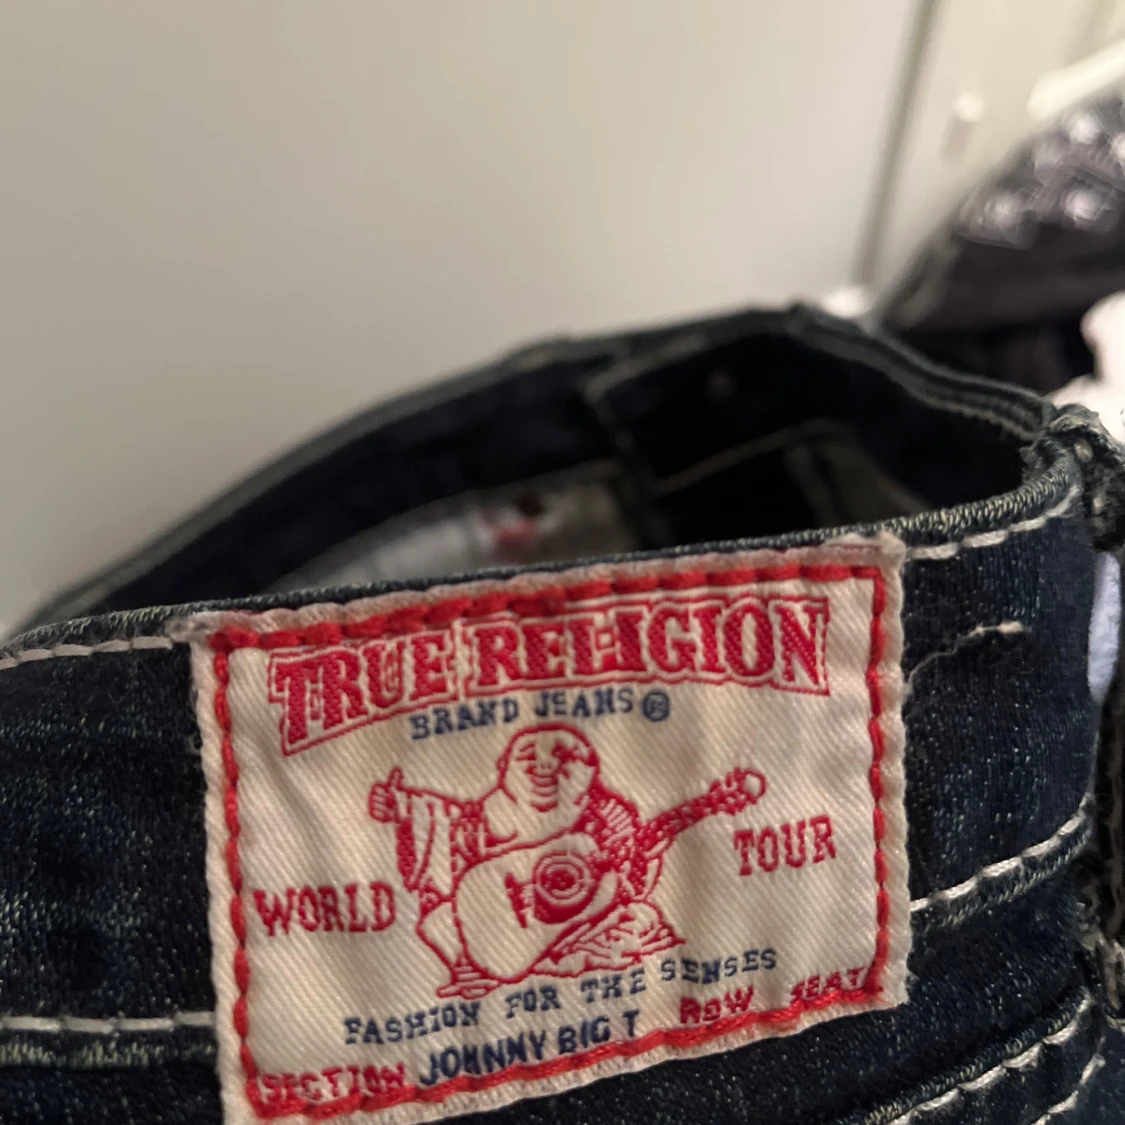 TRUE RELIGION
BRAND JEANS®
WORLD TOUR
FASHION FOR THE SENSES
SECTION JOHNNY BIG T ROW SEAT